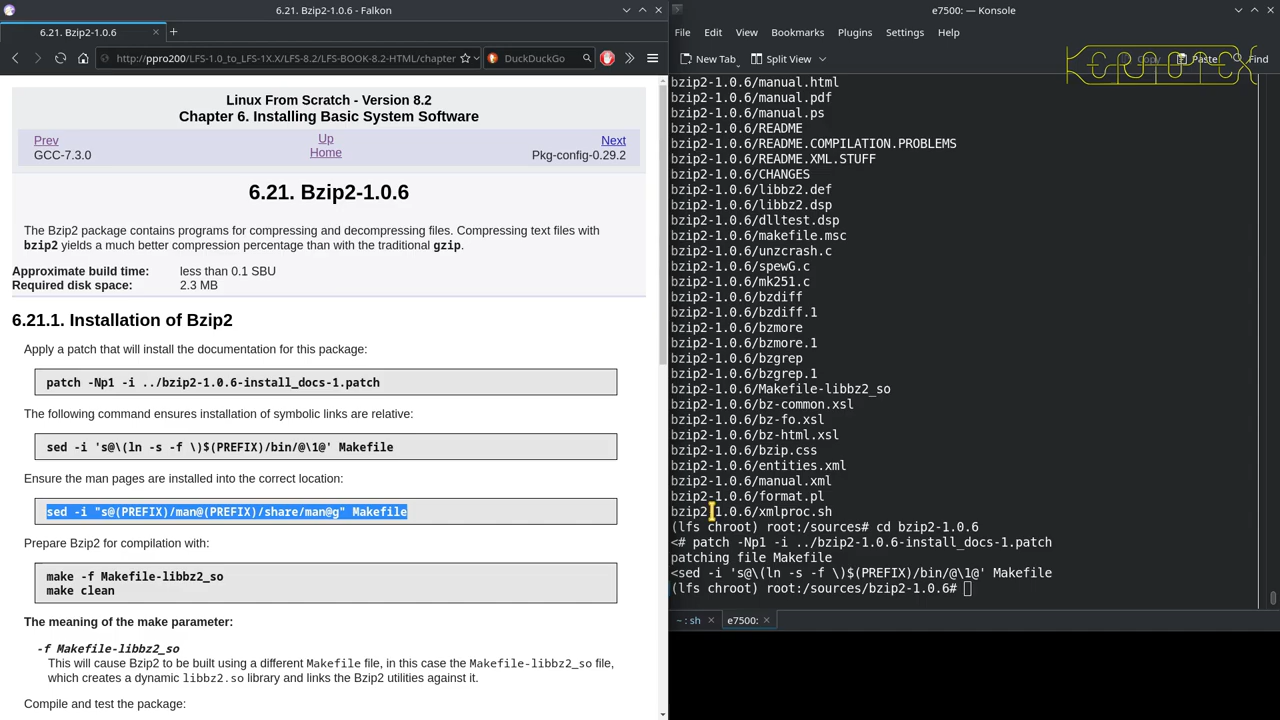 6.21. Bzip2-1.0.6 - Falkon
6.21. Bzip2-1.0.6
http://ppro200/LFS-1.0_to_LFS-1X.X/LFS-8.2/LFS-BOOK-8.2-HTML/chapter
DuckDuckGo
Linux From Scratch - Version 8.2
Chapter 6. Installing Basic System Software
Prev
Up
Next
GCC-7.3.0
Home
Pkg-config-0.29.2
6.21. Bzip2-1.0.6
The Bzip2 package contains programs for compressing and decompressing files. Compressing text files with
bzip2 yields a much better compression percentage than with the traditional gzip.
Approximate build time: less than 0.1 SBU
Required disk space: 2.3 MB
6.21.1. Installation of Bzip2
Apply a patch that will install the documentation for this package:
patch -Np1 -i ../bzip2-1.0.6-install_docs-1.patch
The following command ensures installation of symbolic links are relative:
sed -i 's@\(ln -s -f \)$(PREFIX)/bin/@\1@' Makefile
Ensure the man pages are installed into the correct location:
sed -i "s@(PREFIX)/man@(PREFIX)/share/man@g" Makefile
Prepare Bzip2 for compilation with:
make -f Makefile-libbz2_so
make clean
The meaning of the make parameter:
-f Makefile-libbz2_so
This will cause Bzip2 to be built using a different Makefile file, in this case the Makefile-libbz2_so file,
which creates a dynamic libbz2.so library and links the Bzip2 utilities against it.
Compile and test the package:
e7500: — Konsole
File Edit View Bookmarks Plugins Settings Help
New Tab Split View Copy Paste Find
bzip2-1.0.6/manual.html
bzip2-1.0.6/manual.pdf
bzip2-1.0.6/manual.ps
bzip2-1.0.6/README
bzip2-1.0.6/README.COMPILATION.PROBLEMS
bzip2-1.0.6/README.XML.STUFF
bzip2-1.0.6/CHANGES
bzip2-1.0.6/libbz2.def
bzip2-1.0.6/libbz2.dsp
bzip2-1.0.6/dlltest.dsp
bzip2-1.0.6/makefile.msc
bzip2-1.0.6/unzcrash.c
bzip2-1.0.6/spewG.c
bzip2-1.0.6/mk251.c
bzip2-1.0.6/bzdiff
bzip2-1.0.6/bzdiff.1
bzip2-1.0.6/bzmore
bzip2-1.0.6/bzmore.1
bzip2-1.0.6/bzgrep
bzip2-1.0.6/bzgrep.1
bzip2-1.0.6/Makefile-libbz2_so
bzip2-1.0.6/bz-common.xsl
bzip2-1.0.6/bz-fo.xsl
bzip2-1.0.6/bz-html.xsl
bzip2-1.0.6/bzip.css
bzip2-1.0.6/entities.xml
bzip2-1.0.6/manual.xml
bzip2-1.0.6/format.pl
bzip2-1.0.6/xmlproc.sh
(lfs chroot) root:/sources# cd bzip2-1.0.6
<# patch -Np1 -i ../bzip2-1.0.6-install_docs-1.patch
patching file Makefile
<sed -i 's@\(ln -s -f \)$(PREFIX)/bin/@\1@' Makefile
(lfs chroot) root:/sources/bzip2-1.0.6#
~ : sh
e7500: